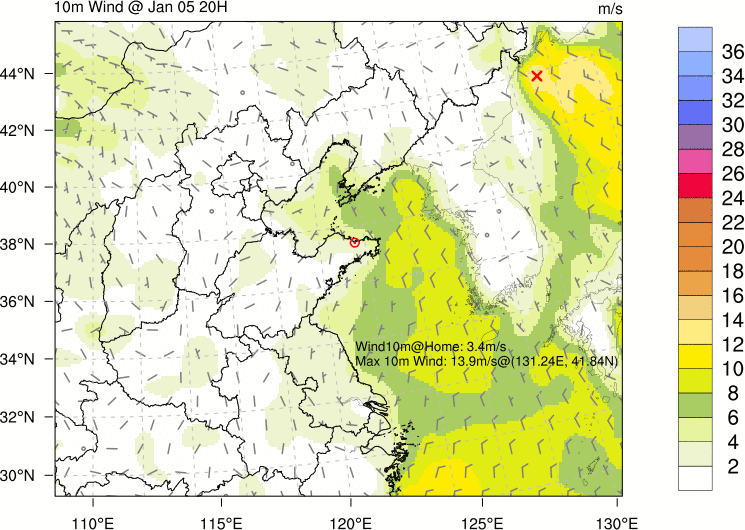 10m Wind @ Jan 05 20H
m/s
44°N
42°N
40°N
38°N
36°N
34°N
32°N
30°N
110°E
115°E
120°E
125°E
130°E
Wind10m@Home: 3.4m/s
Max 10m Wind: 13.9m/s@(131.24E, 41.84N)
36
34
32
30
28
26
24
22
20
18
16
14
12
10
8
6
4
2